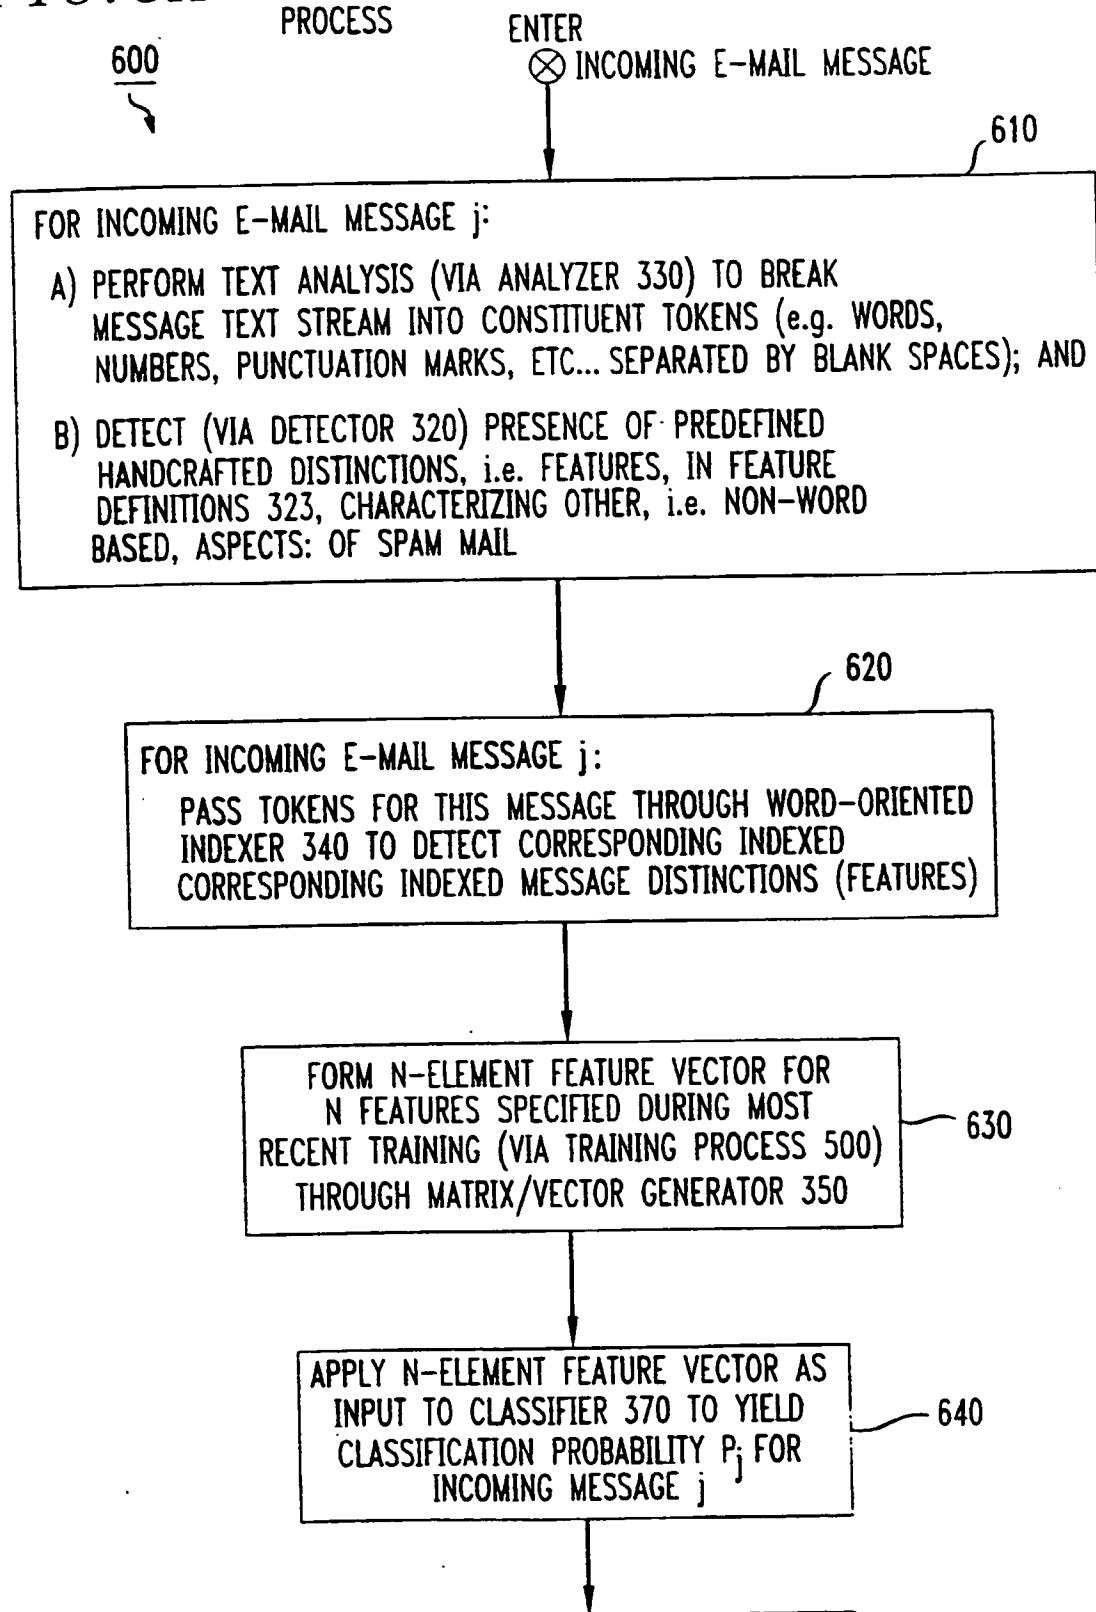 PROCESS
ENTER
600
INCOMING E-MAIL MESSAGE
610
FOR INCOMING E-MAIL MESSAGE j:
A) PERFORM TEXT ANALYSIS (VIA ANALYZER 330) TO BREAK
MESSAGE TEXT STREAM INTO CONSTITUENT TOKENS (e.g. WORDS,
NUMBERS, PUNCTUATION MARKS, ETC... SEPARATED BY BLANK SPACES); AND
B) DETECT (VIA DETECTOR 320) PRESENCE OF PREDEFINED
HANDCRAFTED DISTINCTIONS, i.e. FEATURES, IN FEATURE
DEFINITIONS 323, CHARACTERIZING OTHER, i.e. NON-WORD
BASED, ASPECTS: OF SPAM MAIL
620
FOR INCOMING E-MAIL MESSAGE j:
PASS TOKENS FOR THIS MESSAGE THROUGH WORD-ORIENTED
INDEXER 340 TO DETECT CORRESPONDING INDEXED
CORRESPONDING INDEXED MESSAGE DISTINCTIONS (FEATURES)
FORM N-ELEMENT FEATURE VECTOR FOR
N FEATURES SPECIFIED DURING MOST
RECENT TRAINING (VIA TRAINING PROCESS 500)
THROUGH MATRIX/VECTOR GENERATOR 350
630
APPLY N-ELEMENT FEATURE VECTOR AS
INPUT TO CLASSIFIER 370 TO YIELD
CLASSIFICATION PROBABILITY Pj FOR
INCOMING MESSAGE j
640